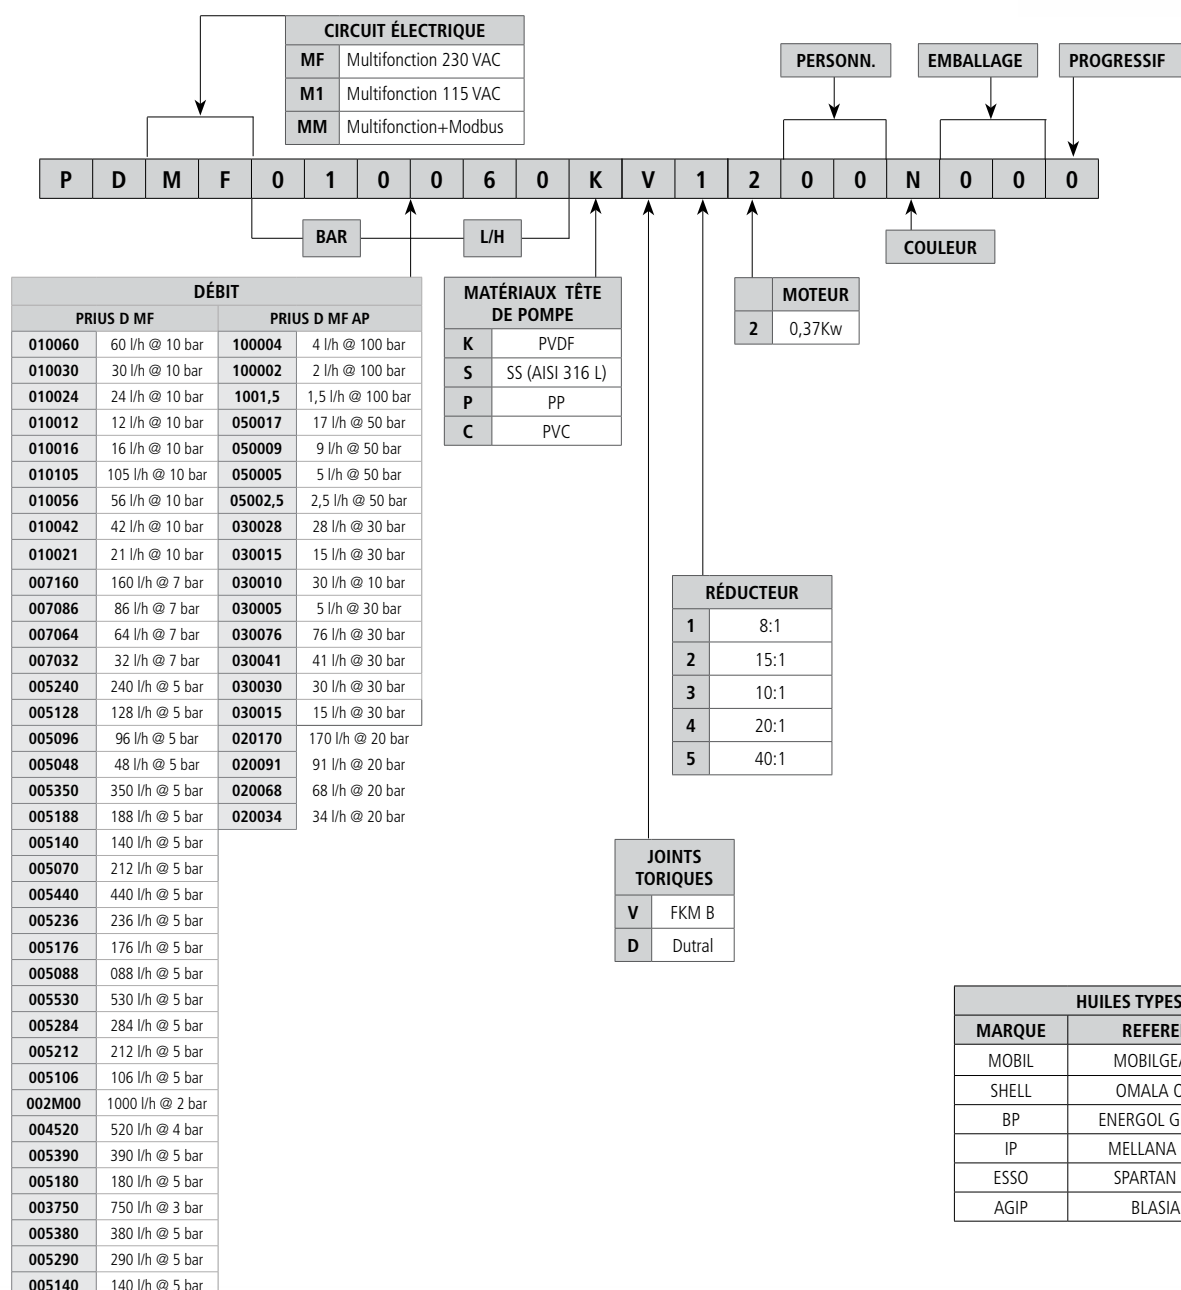 CIRCUIT ÉLECTRIQUE
MF Multifonction 230 VAC
M1 Multifonction 115 VAC
MM Multifonction+Modbus
PERSONN.
EMBALLAGE
PROGRESSIF
P D M F 0 1 0 0 6 0 K V 1 2 0 0 N 0 0 0
BAR
L/H
COULEUR
DÉBIT
PRIUS D MF PRIUS D MF AP
010060 60 l/h @ 10 bar 100004 4 l/h @ 100 bar
010030 30 l/h @ 10 bar 100002 2 l/h @ 100 bar
010024 24 l/h @ 10 bar 1001,5 1,5 l/h @ 100 bar
010012 12 l/h @ 10 bar 050017 17 l/h @ 50 bar
010016 16 l/h @ 10 bar 050009 9 l/h @ 50 bar
010105 105 l/h @ 10 bar 050005 5 l/h @ 50 bar
010056 56 l/h @ 10 bar 05002,5 2,5 l/h @ 50 bar
010042 42 l/h @ 10 bar 030028 28 l/h @ 30 bar
010021 21 l/h @ 10 bar 030015 15 l/h @ 30 bar
007160 160 l/h @ 7 bar 030010 30 l/h @ 10 bar
007086 86 l/h @ 7 bar 030005 5 l/h @ 30 bar
007064 64 l/h @ 7 bar 030076 76 l/h @ 30 bar
007032 32 l/h @ 7 bar 030041 41 l/h @ 30 bar
005240 240 l/h @ 5 bar 030030 30 l/h @ 30 bar
005128 128 l/h @ 5 bar 030015 15 l/h @ 30 bar
005096 96 l/h @ 5 bar 020170 170 l/h @ 20 bar
005048 48 l/h @ 5 bar 020091 91 l/h @ 20 bar
005350 350 l/h @ 5 bar 020068 68 l/h @ 20 bar
005188 188 l/h @ 5 bar 020034 34 l/h @ 20 bar
005140 140 l/h @ 5 bar
005070 212 l/h @ 5 bar
005440 440 l/h @ 5 bar
005236 236 l/h @ 5 bar
005176 176 l/h @ 5 bar
005088 088 l/h @ 5 bar
005530 530 l/h @ 5 bar
005284 284 l/h @ 5 bar
005212 212 l/h @ 5 bar
005106 106 l/h @ 5 bar
002M00 1000 l/h @ 2 bar
004520 520 l/h @ 4 bar
005390 390 l/h @ 5 bar
005180 180 l/h @ 5 bar
003750 750 l/h @ 3 bar
005380 380 l/h @ 5 bar
005290 290 l/h @ 5 bar
005140 140 l/h @ 5 bar
MATÉRIAUX TÊTE
DE POMPE
K PVDF
S SS (AISI 316 L)
P PP
C PVC
MOTEUR
2 0,37Kw
RÉDUCTEUR
1 8:1
2 15:1
3 10:1
4 20:1
5 40:1
JOINTS
TORIQUES
V FKM B
D Dutral
HUILES TYPES
MARQUE
MOBIL
SHELL OMALA
BP ENERGOL
IP MELLANA
ESSO SPARTAN
AGIP BLASIA